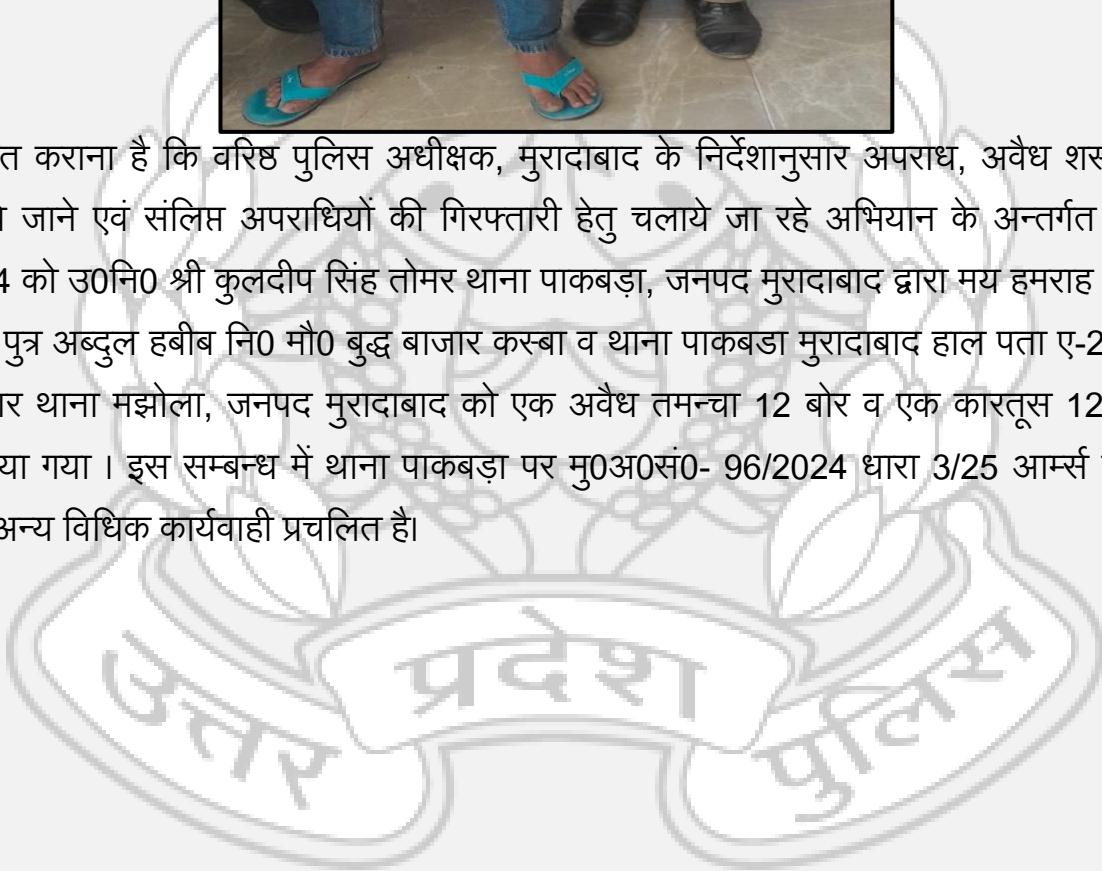 कराना है कि वरिष्ठ पुलिस अधीक्षक, मुरादाबाद के निर्देशानुसार अपराध, अवैध
जाने एवं संलिप्त अपराधियों की गिरफ्तारी हेतु चलाये जा रहे अभियान के अन्तर्गत
4 को उ0नि0 श्री कुलदीप सिंह तोमर थाना पाकबड़ा, जनपद मुरादाबाद द्वारा मय हमराह
पुत्र अब्दुल हबीब नि0 मौ0 बुद्ध बाजार कस्बा व थाना पाकबडा मुरादाबाद हाल पता ए-2
थाना मझोला, जनपद मुरादाबाद को एक अवैध तमन्चा 12 बोर व एक कारतूस 12
गया । इस सम्बन्ध में थाना पाकबड़ा पर मु0अ0सं0- 96/2024 धारा 3/25 आर्म्स
अन्य विधिक कार्यवाही प्रचलित है।
उत्तर प्रदेश पुलिस